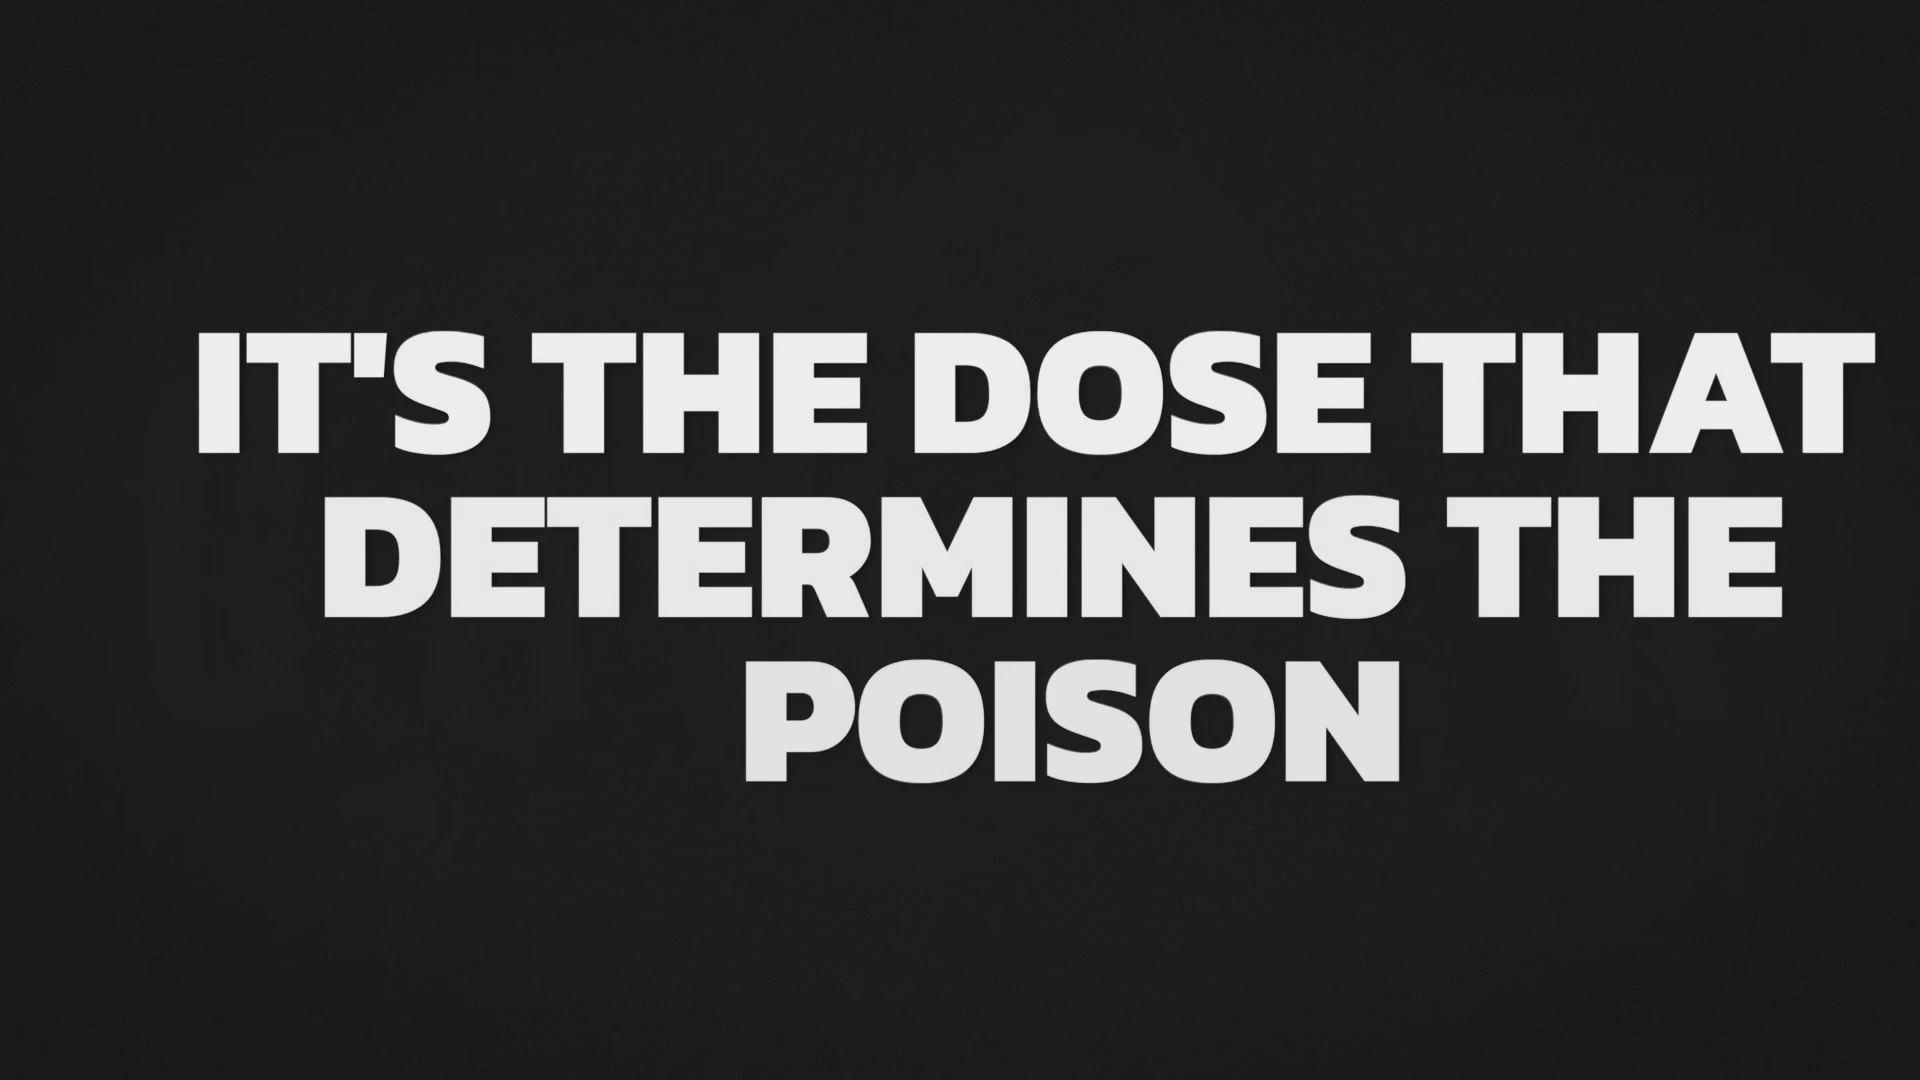 IT'S THE DOSE THAT
DETERMINES THE
POISON